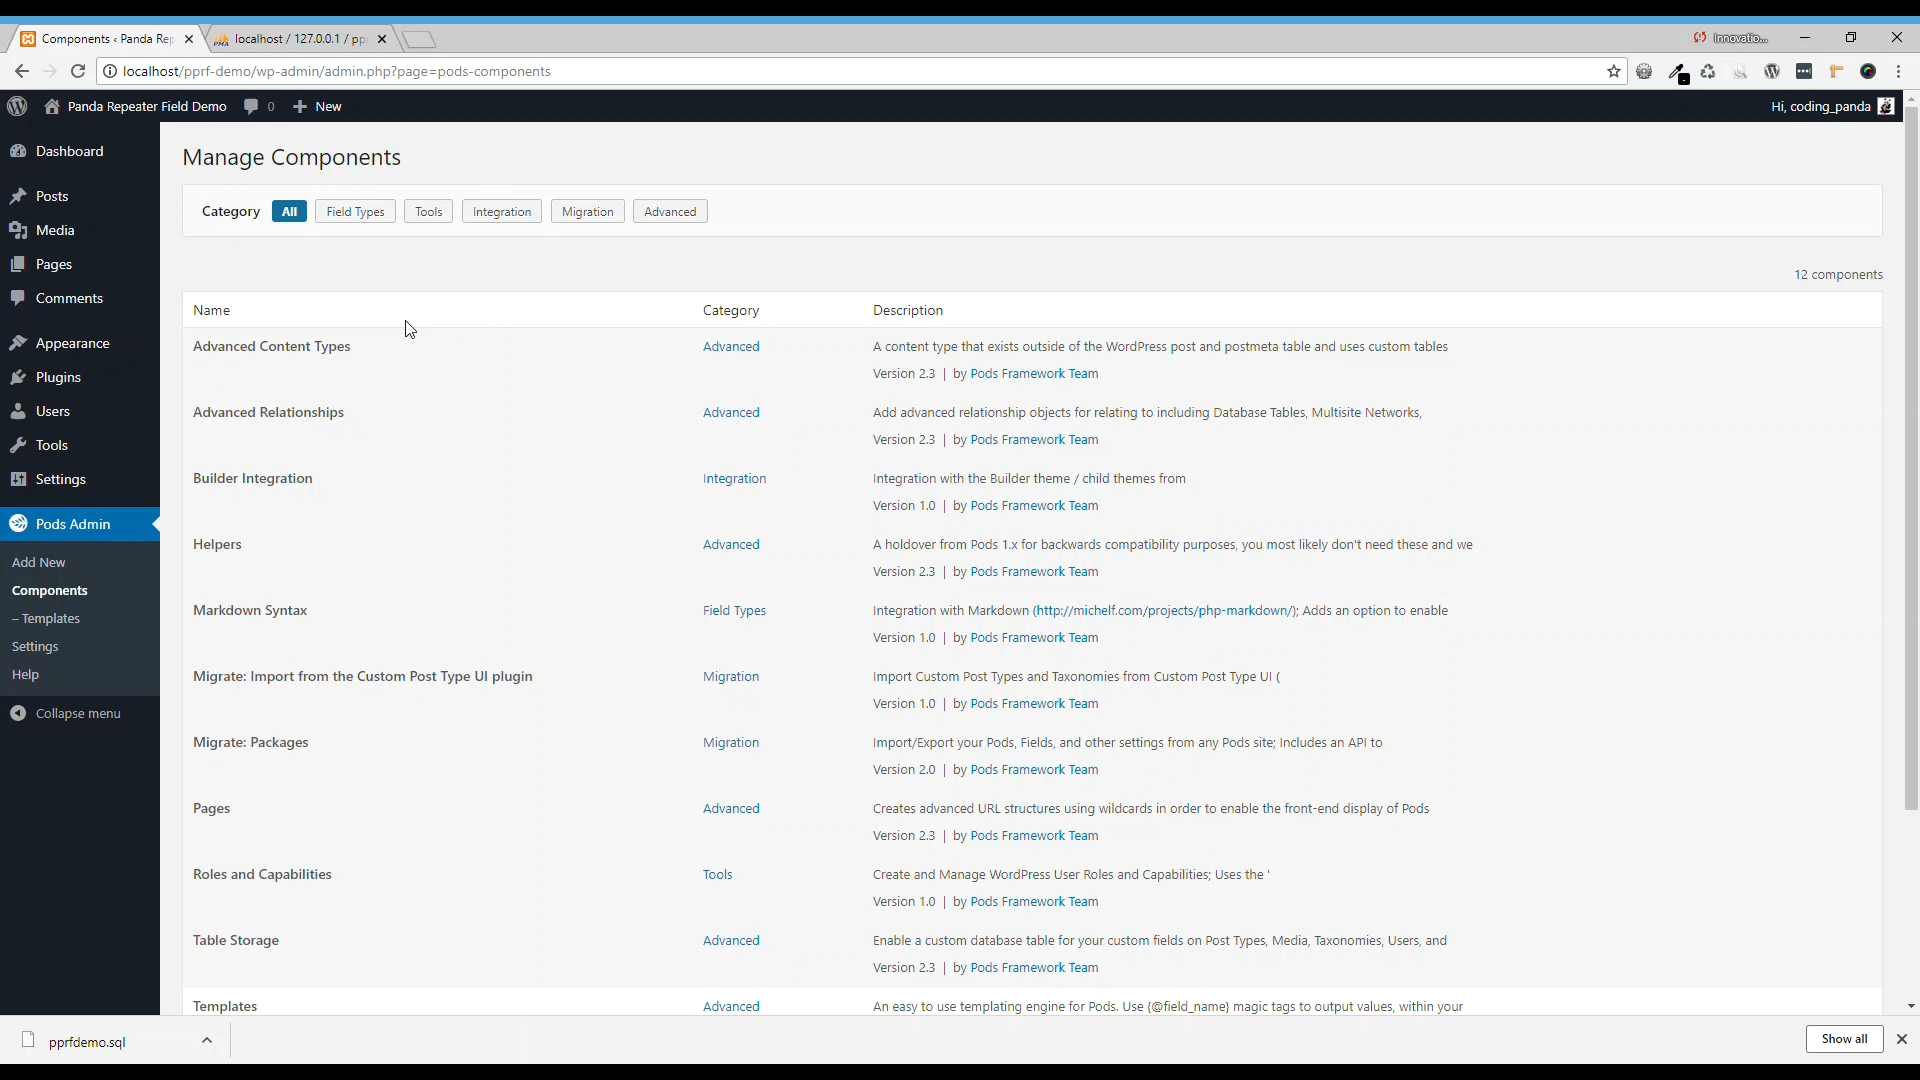 Components ‹ Panda Rep
localhost / 127.0.0.1 / pp
Innovatio...
localhost/pprf-demo/wp-admin/admin.php?page=pods-components
Panda Repeater Field Demo
0
New
Hi, coding_panda
Dashboard
Posts
Media
Pages
Comments
Appearance
Plugins
Users
Tools
Settings
Pods Admin
Add New
Components
– Templates
Settings
Help
Collapse menu
Manage Components
Category All Field Types Tools Integration Migration Advanced
12 components
Name Category Description
Advanced Content Types Advanced A content type that exists outside of the WordPress post and postmeta table and uses custom tables
Version 2.3 | by Pods Framework Team
Advanced Relationships Advanced Add advanced relationship objects for relating to including Database Tables, Multisite Networks,
Version 2.3 | by Pods Framework Team
Builder Integration Integration Integration with the Builder theme / child themes from
Version 1.0 | by Pods Framework Team
Helpers Advanced A holdover from Pods 1.x for backwards compatibility purposes, you most likely don't need these and we
Version 2.3 | by Pods Framework Team
Markdown Syntax Field Types Integration with Markdown (http://michelf.com/projects/php-markdown/); Adds an option to enable
Version 1.0 | by Pods Framework Team
Migrate: Import from the Custom Post Type UI plugin Migration Import Custom Post Types and Taxonomies from Custom Post Type UI (
Version 1.0 | by Pods Framework Team
Migrate: Packages Migration Import/Export your Pods, Fields, and other settings from any Pods site; Includes an API to
Version 2.0 | by Pods Framework Team
Pages Advanced Creates advanced URL structures using wildcards in order to enable the front-end display of Pods
Version 2.3 | by Pods Framework Team
Roles and Capabilities Tools Create and Manage WordPress User Roles and Capabilities; Uses the '
Version 1.0 | by Pods Framework Team
Table Storage Advanced Enable a custom database table for your custom fields on Post Types, Media, Taxonomies, Users, and
Version 2.3 | by Pods Framework Team
Templates Advanced An easy to use templating engine for Pods. Use {@field_name} magic tags to output values, within your
pprfdemo.sql
Show all